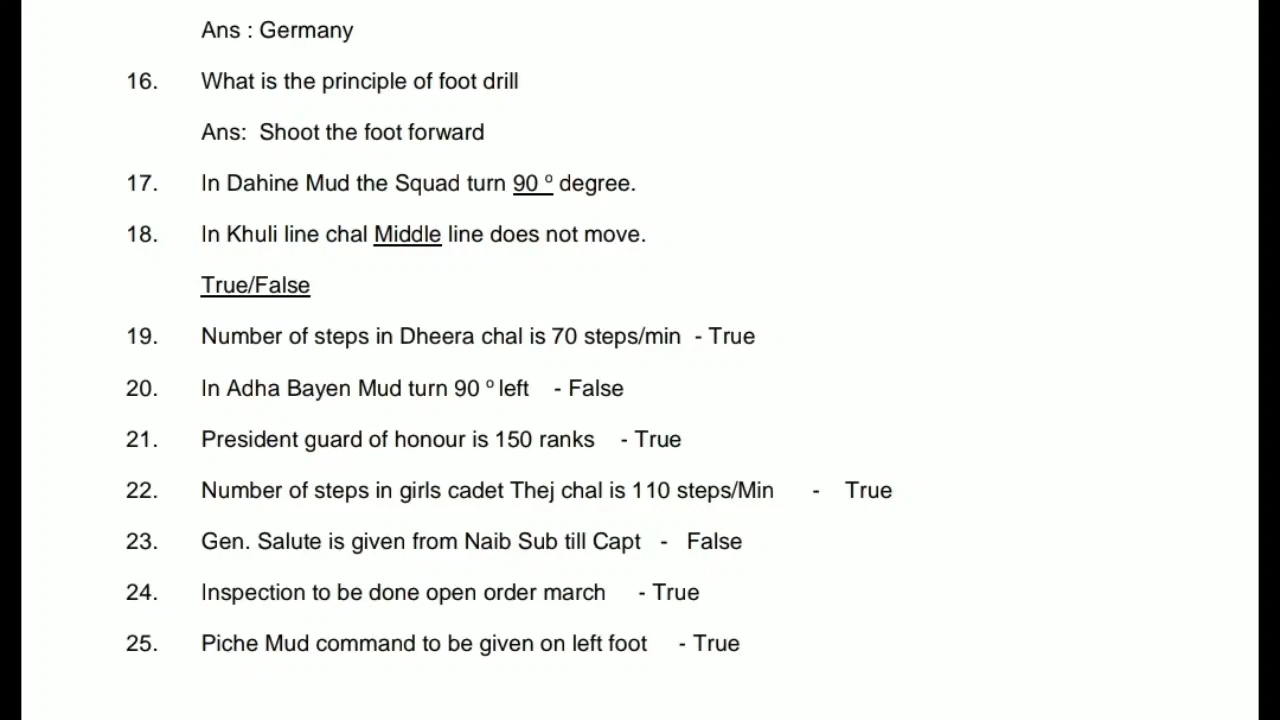 Ans : Germany
16. What is the principle of foot drill
Ans: Shoot the foot forward
17. In Dahine Mud the Squad turn 90 º degree.
18. In Khuli line chal Middle line does not move.
True/False
19. Number of steps in Dheera chal is 70 steps/min - True
20. In Adha Bayen Mud turn 90 º left - False
21. President guard of honour is 150 ranks - True
22. Number of steps in girls cadet Thej chal is 110 steps/Min - True
23. Gen. Salute is given from Naib Sub till Capt - False
24. Inspection to be done open order march - True
25. Piche Mud command to be given on left foot - True